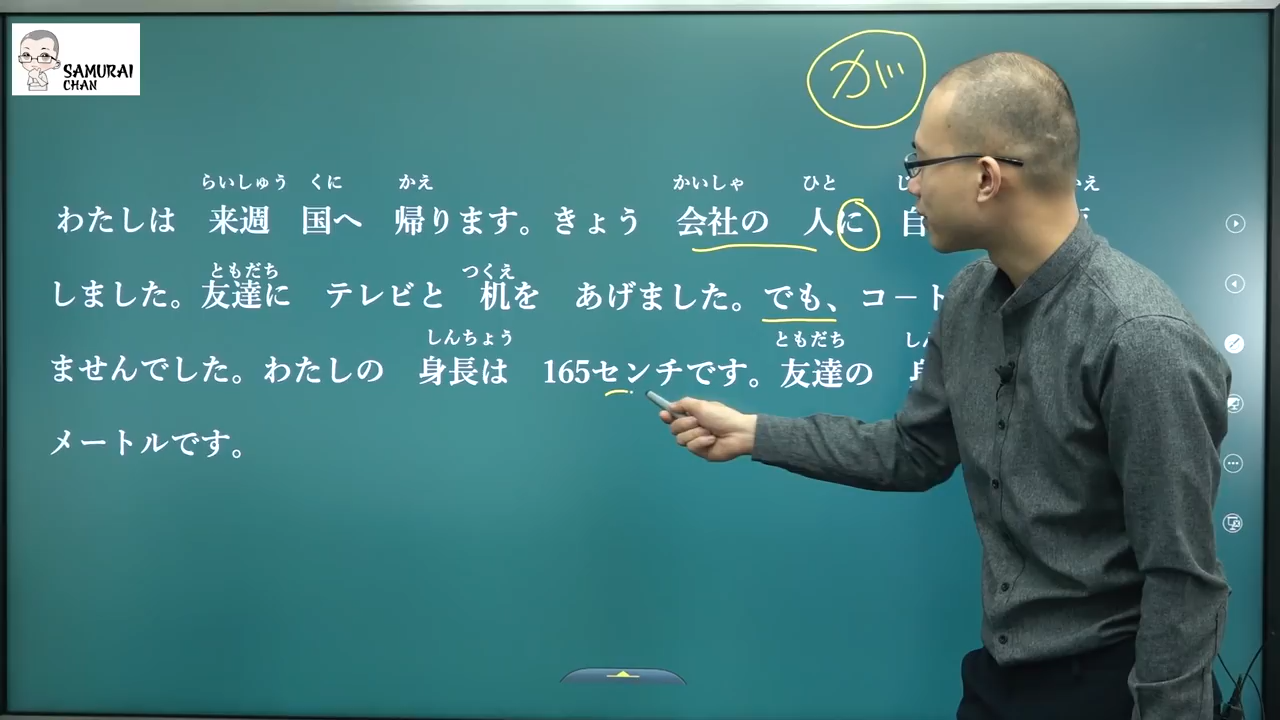 SAMURAI
CHAN
が
らいしゅう くに かえ かいしゃ ひと
わたしは 来週 国へ 帰ります。きょう 会社の 人に 自
しました。友達に テレビと 机を あげました。でも、コート
ともだち つくえ
ませんでした。わたしの 身長は 165センチです。友達の
しんちょう ともだち
メートルです。